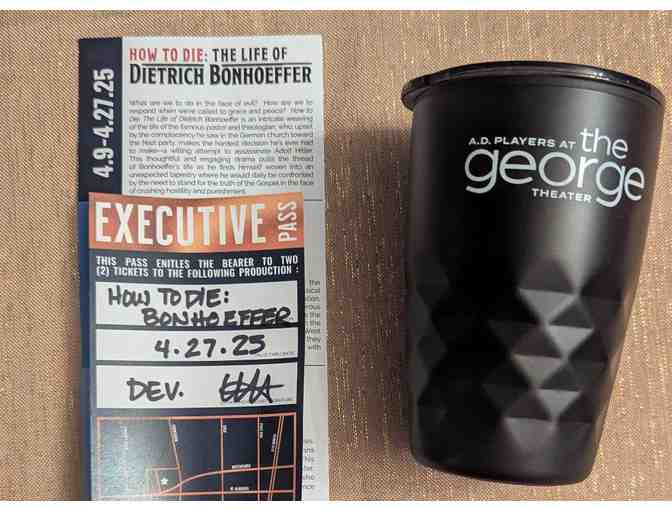 4.9-4.27.25
HOW TO DIE: THE LIFE OF
DIETRICH BONHOEFFER
What are we to do in the face of evil? How are we to
respond when we're called to grace and peace? How to
Die: The Life of Dietrich Bonhoeffer is an intricate weaving
of the life of the famous pastor and theologian, who, upset
by the complacency he saw in the German church toward
the Nazi party, makes the hardest decision he's ever had
to make—a willing attempt to assassinate Adolf Hitler.
This thoughtful and engaging drama pulls the thread
of Bonhoeffer's life as he finds himself woven into an
unexpected tapestry where he would daily be confronted
by the need to stand for the truth of the Gospel in the face
of crushing hostility and punishment.
EXECUTIVE PASS
THIS PASS ENITLES THE BEARER TO TWO
(2) TICKETS TO THE FOLLOWING PRODUCTION :
HOW TO DIE:
BONHOEFFER
4.27.25
DEV.
the
the
the
West
they
with
who
A.D. PLAYERS AT the
george
THEATER